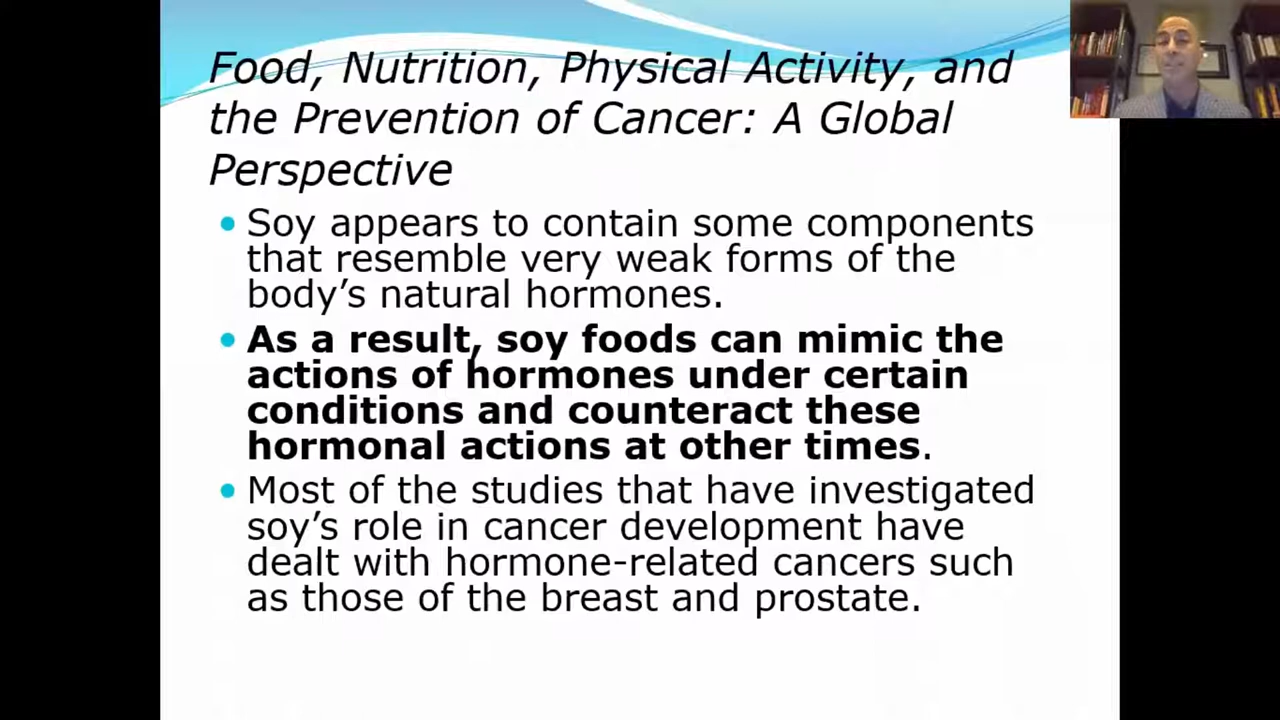 Food, Nutrition, Physical Activity, and
the Prevention of Cancer: A Global
Perspective
• Soy appears to contain some components
that resemble very weak forms of the
body’s natural hormones.
• As a result, soy foods can mimic the
actions of hormones under certain
conditions and counteract these
hormonal actions at other times.
• Most of the studies that have investigated
soy’s role in cancer development have
dealt with hormone-related cancers such
as those of the breast and prostate.